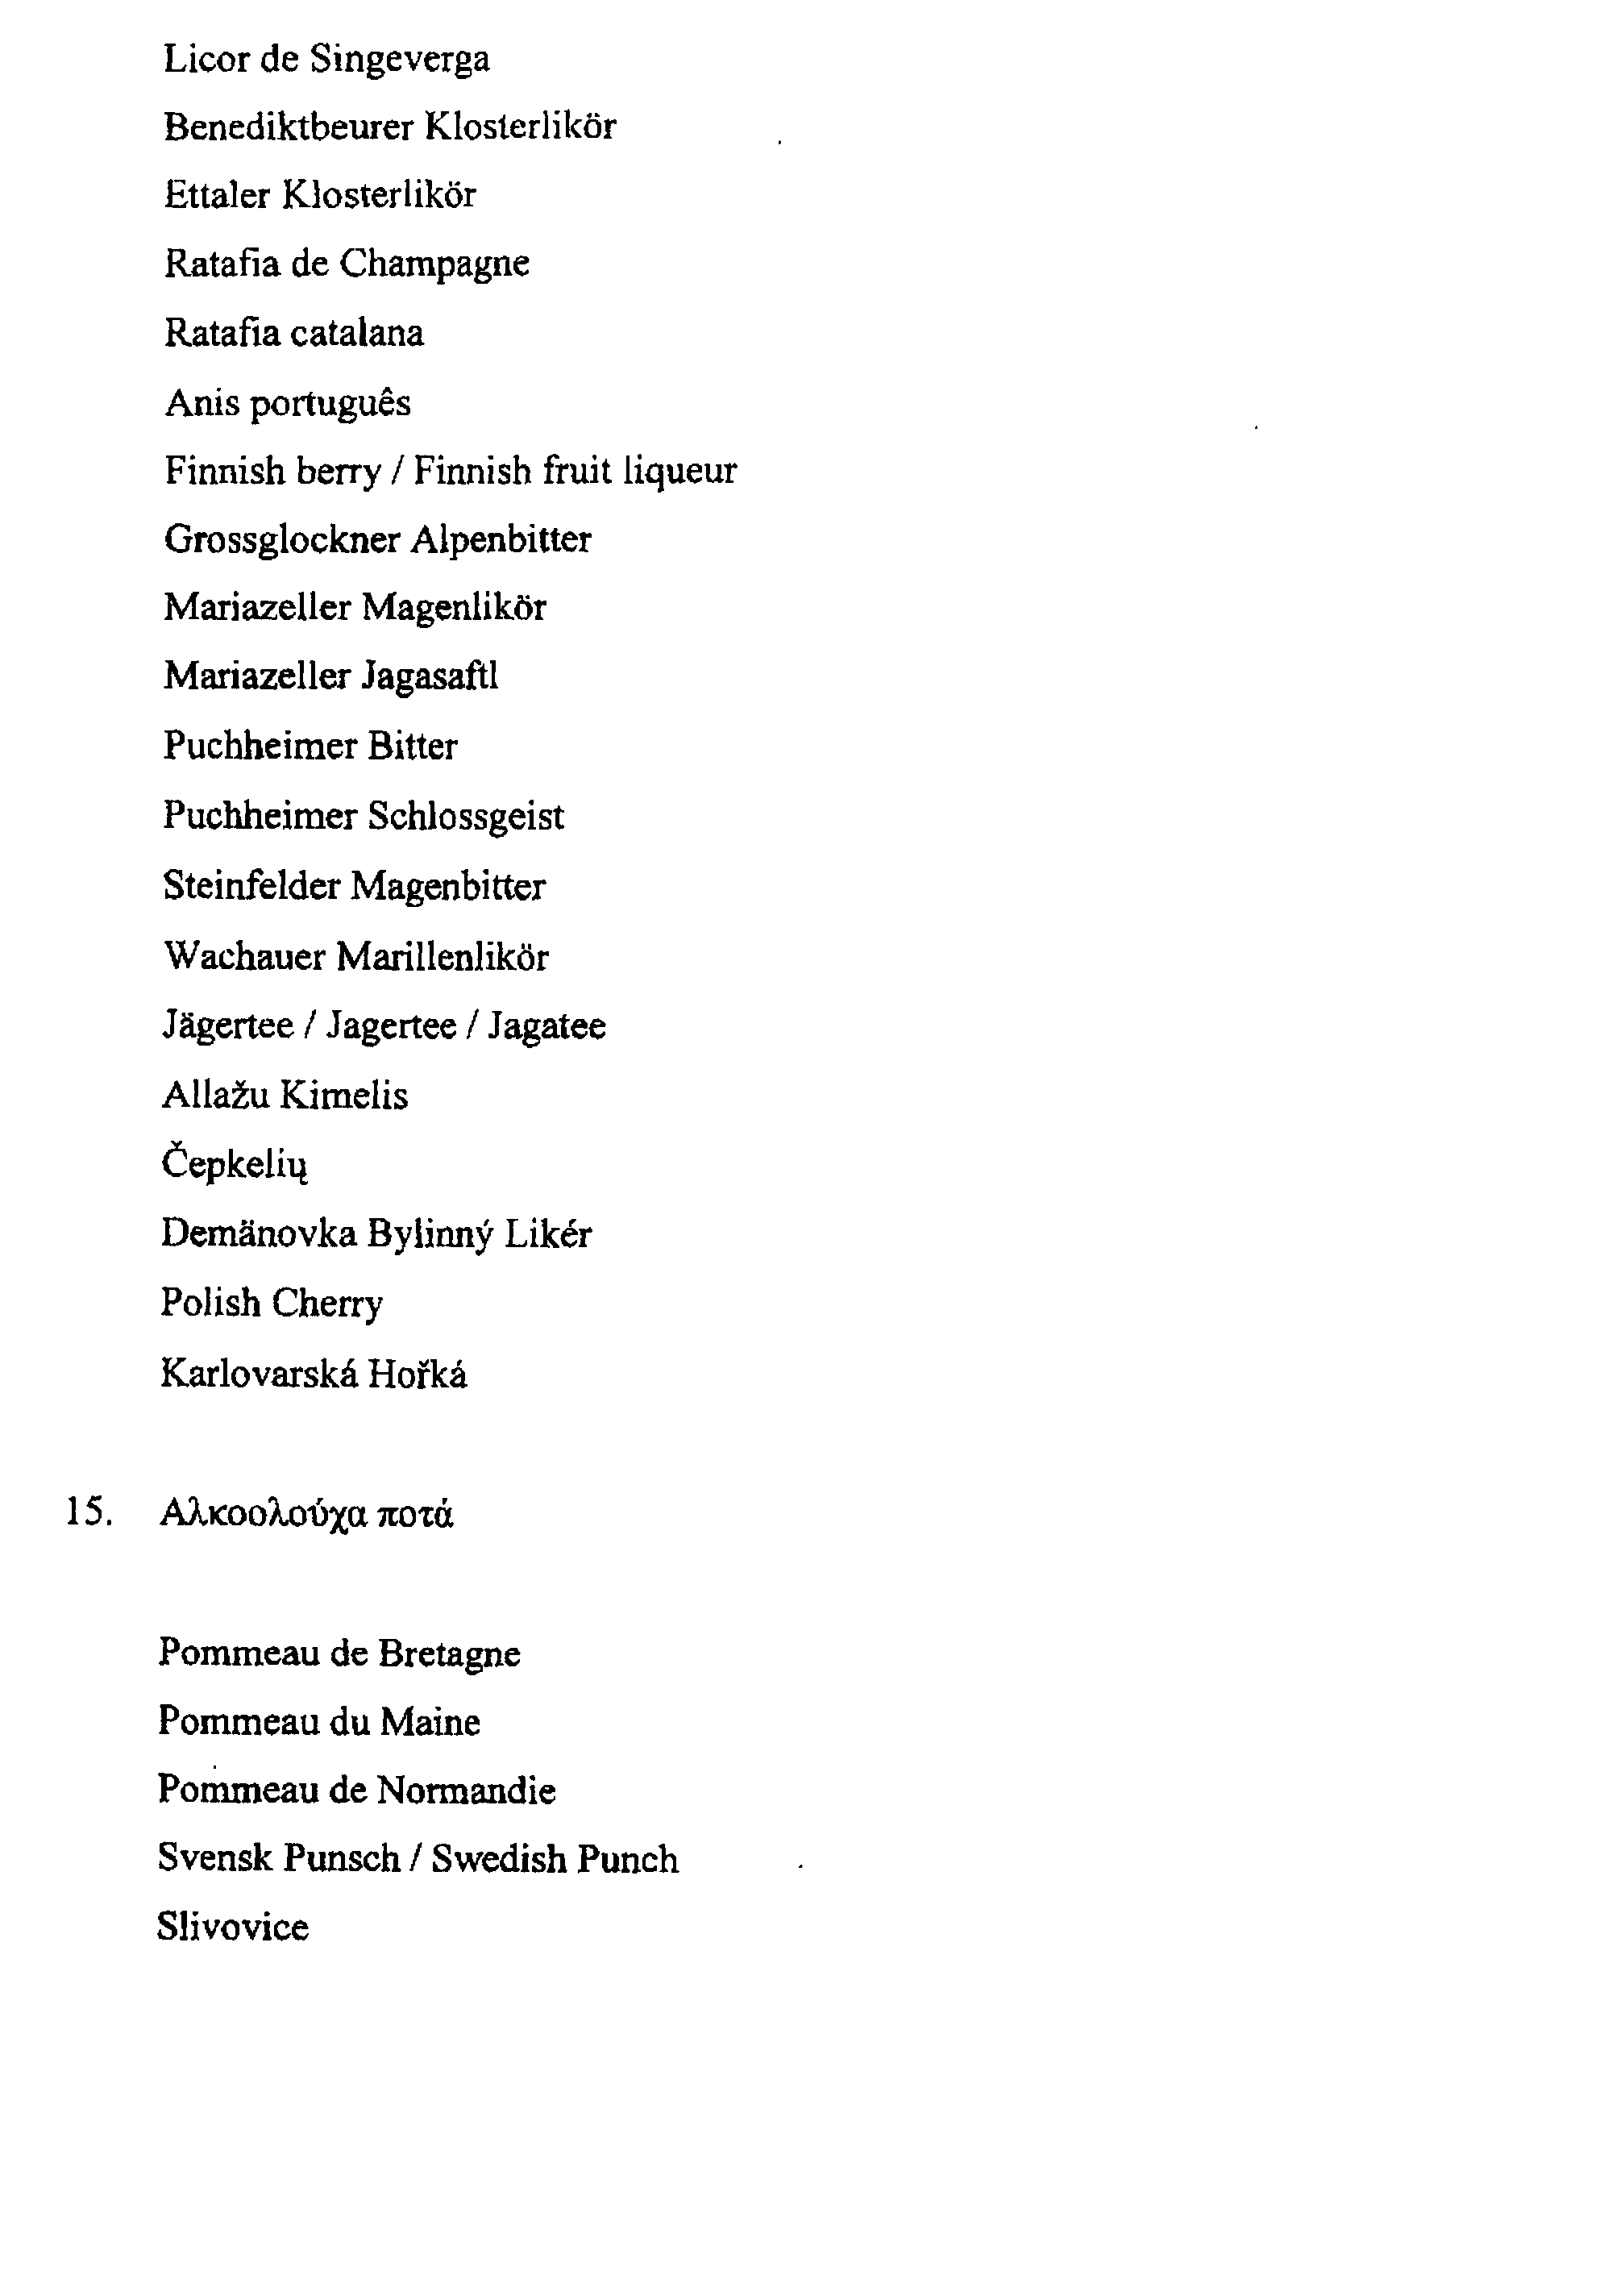 Licor de Singeverga
Benediktbeurer Klosterlikör
Ettaler Klosterlikör
Ratafia de Champagne
Ratafia catalana
Anis português
Finnish berry / Finnish fruit liqueur
Grossglockner Alpenbitter
Mariazeller Magenlikör
Mariazeller Jagasaftl
Puchheimer Bitter
Puchheimer Schlossgeist
Steinfelder Magenbitter
Wachauer Marillenlikör
Jägertee / Jagertee / Jagatee
Allažu Kimelis
Čepkelių
Demänovka Bylinný Likér
Polish Cherry
Karlovarská Hořká
15. Αλκοολούχα ποτά
Pommeau de Bretagne
Pommeau du Maine
Pommeau de Normandie
Svensk Punsch / Swedish Punch
Slivovice